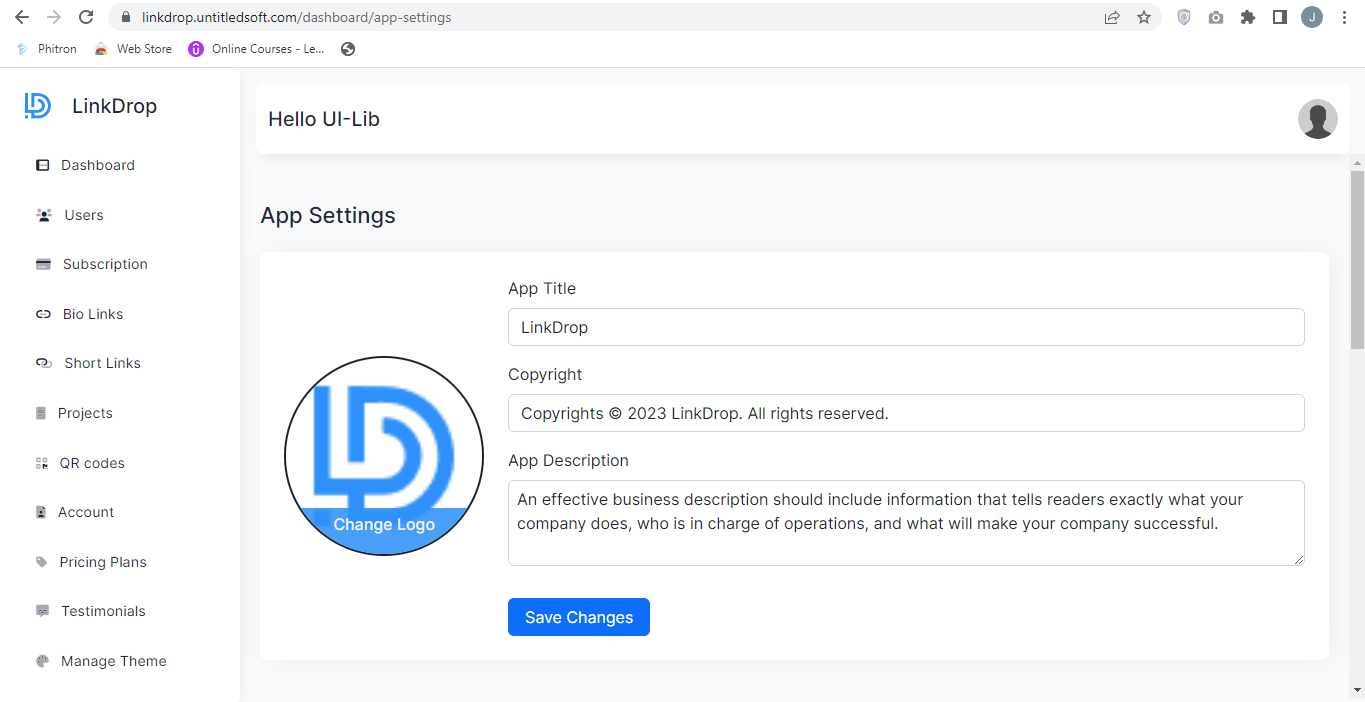 linkdrop.untitledsoft.com/dashboard/app-settings
J
Phitron
Web Store
Online Courses - Le...
LinkDrop
Dashboard
Users
Subscription
Bio Links
Short Links
Projects
QR codes
Account
Pricing Plans
Testimonials
Manage Theme
Hello UI-Lib
App Settings
Change Logo
App Title
LinkDrop
Copyright
Copyrights © 2023 LinkDrop. All rights reserved.
App Description
An effective business description should include information that tells readers exactly what your
company does, who is in charge of operations, and what will make your company successful.
Save Changes